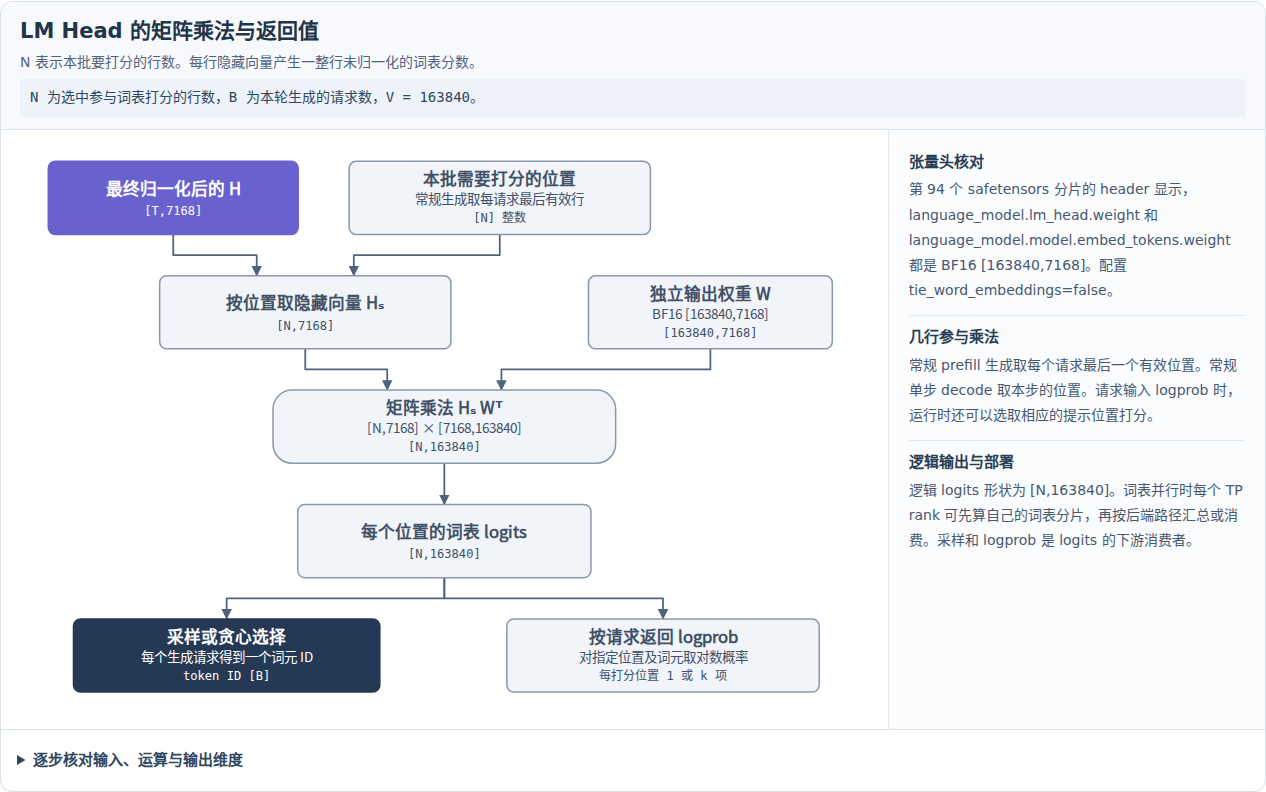 LM Head 的矩阵乘法与返回值
N 表示本批要打分的行数。每行隐藏向量产生一整行未归一化的词表分数。
N 为选中参与词表打分的行数，B 为本轮生成的请求数，V = 163840。
最终归一化后的 H
[T,7168]
本批需要打分的位置
常规生成取每请求最后有效行
[N] 整数
按位置取隐藏向量 Hₛ
[N,7168]
独立输出权重 W
BF16 [163840,7168]
[163840,7168]
矩阵乘法 Hₛ Wᵀ
[N,7168] × [7168,163840]
[N,163840]
每个位置的词表 logits
[N,163840]
采样或贪心选择
每个生成请求得到一个词元 ID
token ID [B]
按请求返回 logprob
对指定位置及词元取对数概率
每打分位置 1 或 k 项
张量头核对
第 94 个 safetensors 分片的 header 显示，
language_model.lm_head.weight 和
language_model.model.embed_tokens.weight
都是 BF16 [163840,7168]。配置
tie_word_embeddings=false。
几行参与乘法
常规 prefill 生成取每个请求最后一个有效位置。常规
单步 decode 取本步的位置。请求输入 logprob 时，
运行时还可以选取相应的提示位置打分。
逻辑输出与部署
逻辑 logits 形状为 [N,163840]。词表并行时每个 TP
rank 可先算自己的词表分片，再按后端路径汇总或消
费。采样和 logprob 是 logits 的下游消费者。
逐步核对输入、运算与输出维度